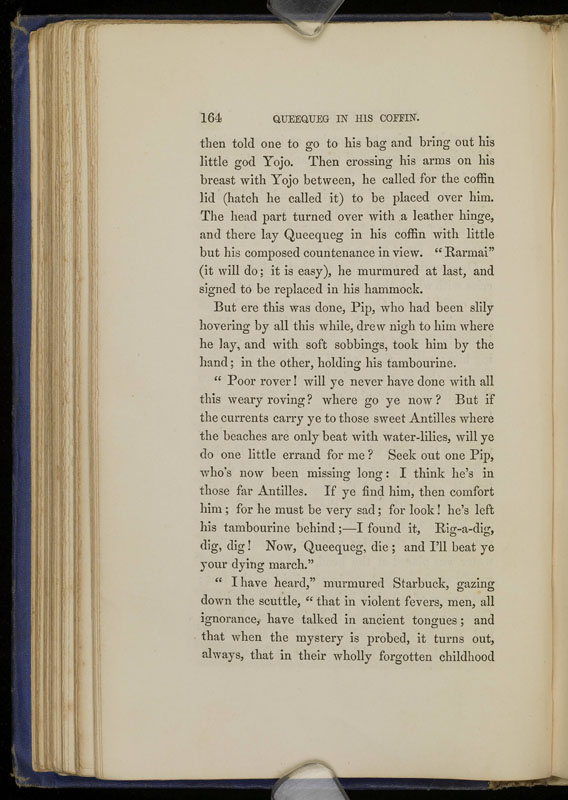 164 QUEEQUEG IN HIS COFFIN.
then told one to go to his bag and bring out his
little god Yojo. Then crossing his arms on his
breast with Yojo between, he called for the coffin
lid (hatch he called it) to be placed over him.
The head part turned over with a leather hinge,
and there lay Queequeg in his coffin with little
but his composed countenance in view. “Rarmai”
(it will do; it is easy), he murmured at last, and
signed to be replaced in his hammock.
But ere this was done, Pip, who had been slily
hovering by all this while, drew nigh to him where
he lay, and with soft sobbings, took him by the
hand; in the other, holding his tambourine.
“Poor rover! will ye never have done with all
this weary roving? where go ye now? But if
the currents carry ye to those sweet Antilles where
the beaches are only beat with water-lilies, will ye
do one little errand for me? Seek out one Pip,
who’s now been missing long: I think he’s in
those far Antilles. If ye find him, then comfort
him; for he must be very sad; for look! he’s left
his tambourine behind;—I found it, Rig-a-dig,
dig, dig! Now, Queequeg, die; and I’ll beat ye
your dying march.”
“I have heard,” murmured Starbuck, gazing
down the scuttle, “that in violent fevers, men, all
ignorance, have talked in ancient tongues; and
that when the mystery is probed, it turns out,
always, that in their wholly forgotten childhood